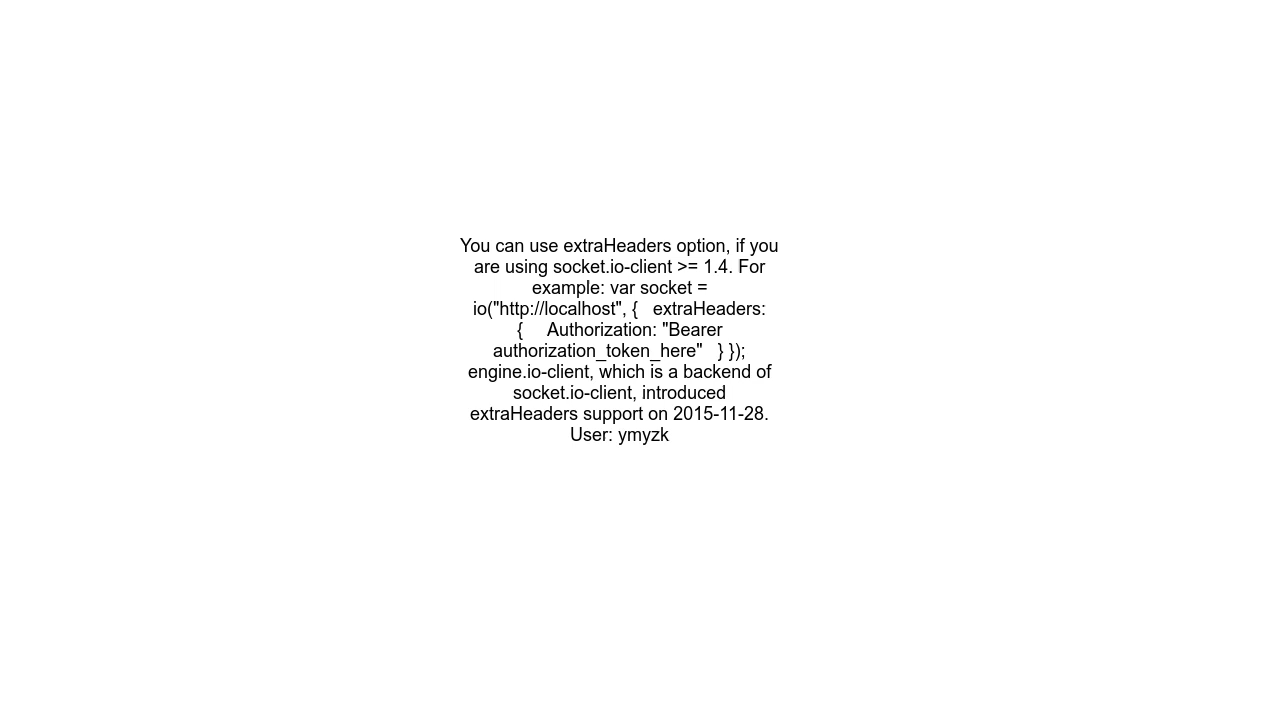 You can use extraHeaders option, if you
are using socket.io-client >= 1.4. For
example: var socket =
io("http://localhost", {   extraHeaders:
{     Authorization: "Bearer
authorization_token_here"   } });
engine.io-client, which is a backend of
socket.io-client, introduced
extraHeaders support on 2015-11-28.
User: ymyzk